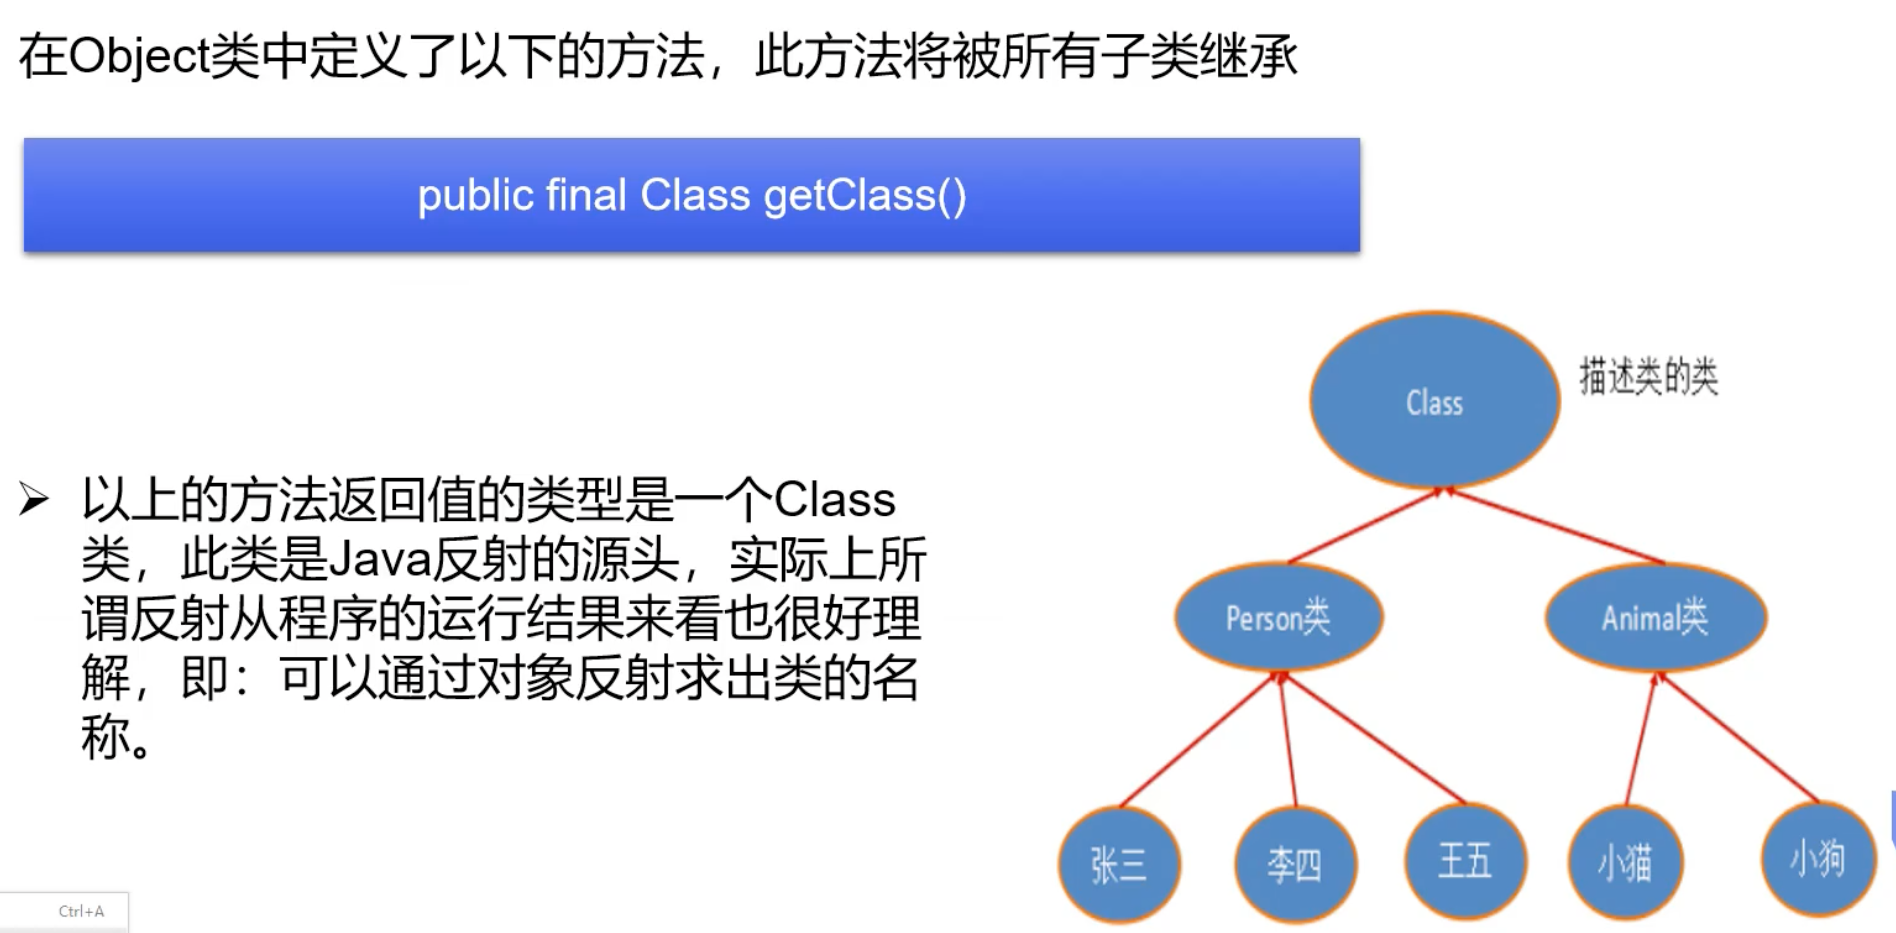 在Object类中定义了以下的方法，此方法将被所有子类继承
public final Class getClass()
Class
描述类的类
➢ 以上的方法返回值的类型是一个Class
类，此类是Java反射的源头，实际上所
谓反射从程序的运行结果来看也很好理
解，即：可以通过对象反射求出类的名
称。
Person类
Animal类
张三
李四
王五
小猫
小狗
Ctrl+A